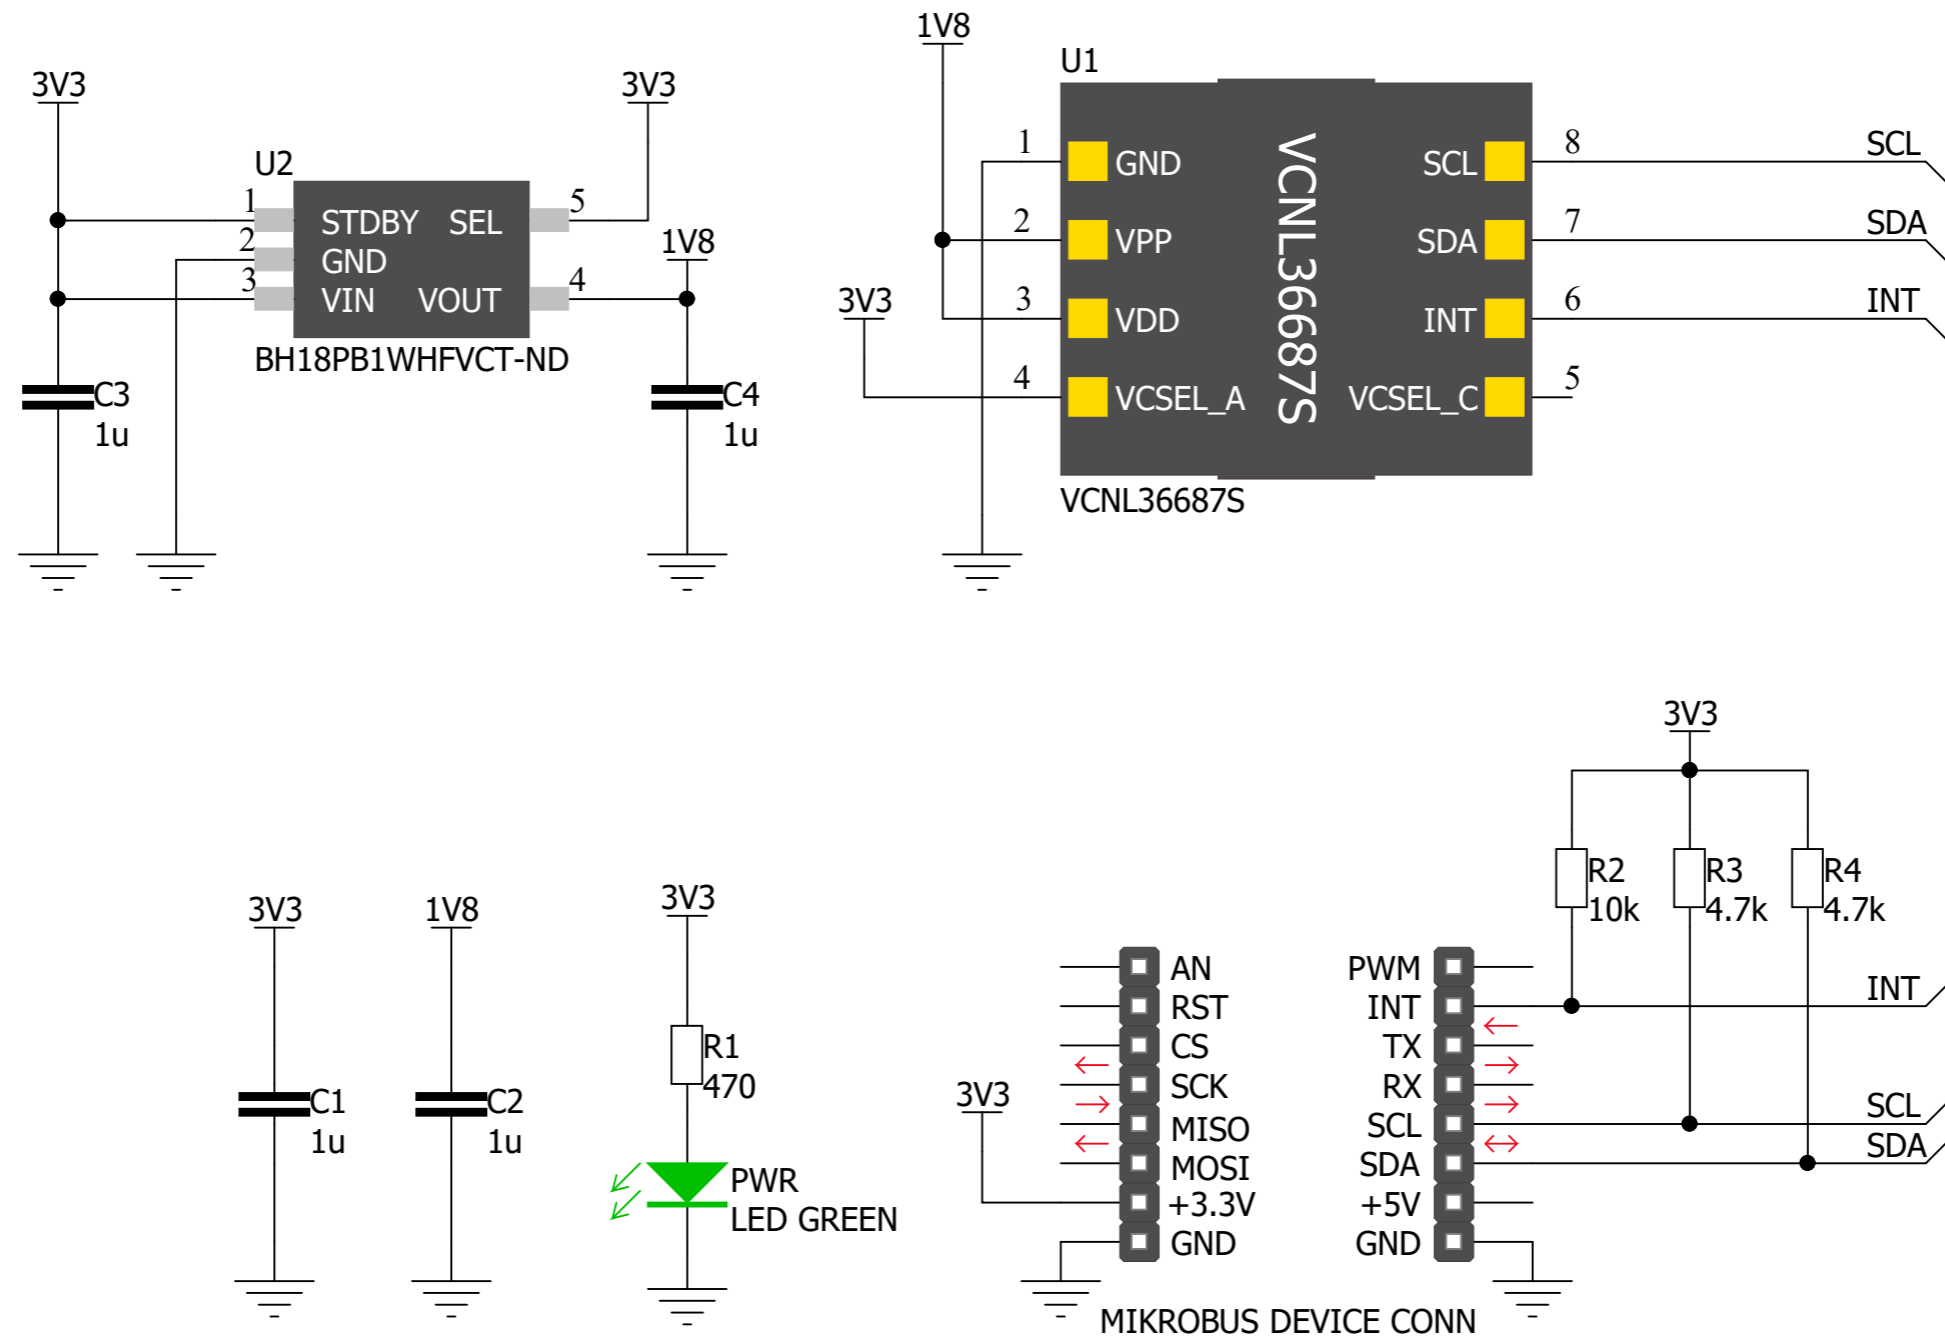 3V3
3V3
U2
1
STDBY
SEL
5
2
GND
1V8
3
VIN
VOUT
4
BH18PB1WHFVCT-ND
C3
1u
C4
1u
1V8
U1
1
GND
SCL
8
SCL
2
VPP
SDA
7
SDA
3V3
3
VDD
INT
6
INT
4
VCSEL_A
VCSEL_C
5
VCNL36687S
VCNL36687S
3V3
1V8
3V3
C1
1u
C2
1u
R1
470
PWR
LED GREEN
3V3
R2
10k
R3
4.7k
R4
4.7k
AN
PWM
RST
INT
INT
CS
TX
3V3
SCK
RX
MISO
SCL
SCL
MOSI
SDA
SDA
+3.3V
+5V
GND
GND
MIKROBUS DEVICE CONN